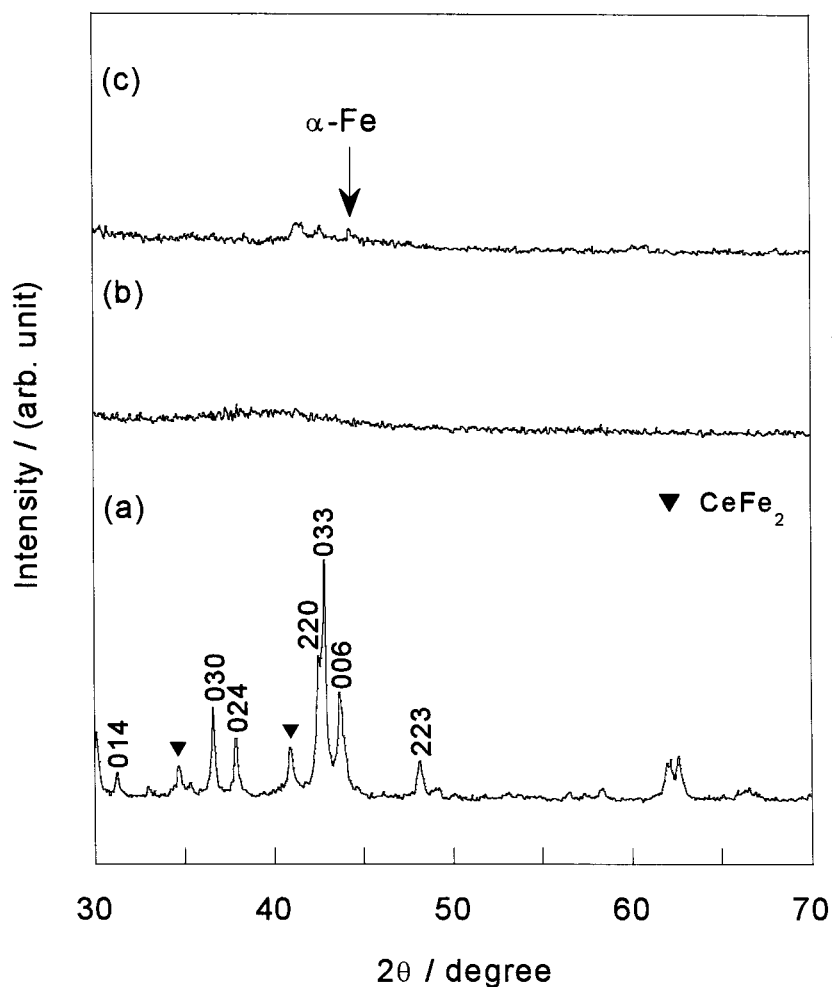 (c)
α-Fe
(b)
(a)
▼ CeFe₂
014
030
024
220
033
006
223
30 40 50 60 70
2θ / degree
Intensity / (arb. unit)